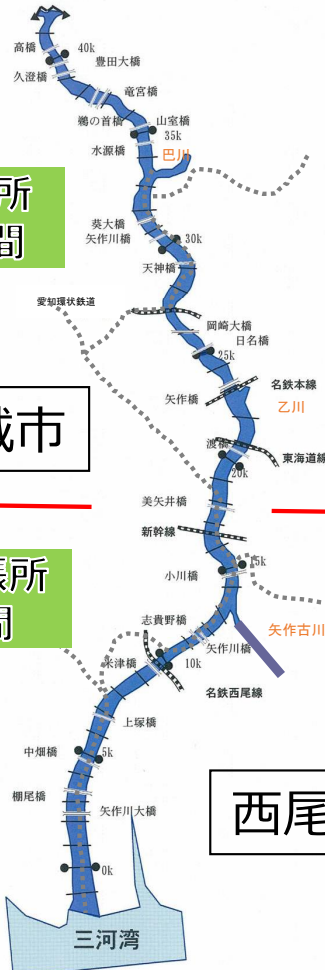 高橋
40k
豊田大橋
久澄橋
竜宮橋
鵜の首橋
山室橋
35k
水源橋
巴川
所
間
葵大橋
矢作川橋
30k
天神橋
愛知環状鉄道
岡崎大橋
日名橋
25k
名鉄本線
矢作橋
乙川
城市
渡橋
東海道線
20k
美矢井橋
新幹線
5k
小川橋
張所
間
志貴野橋
矢作古川
矢作川橋
米津橋
10k
名鉄西尾線
上塚橋
中畑橋
5k
棚尾橋
矢作川大橋
西尾
0k
三河湾